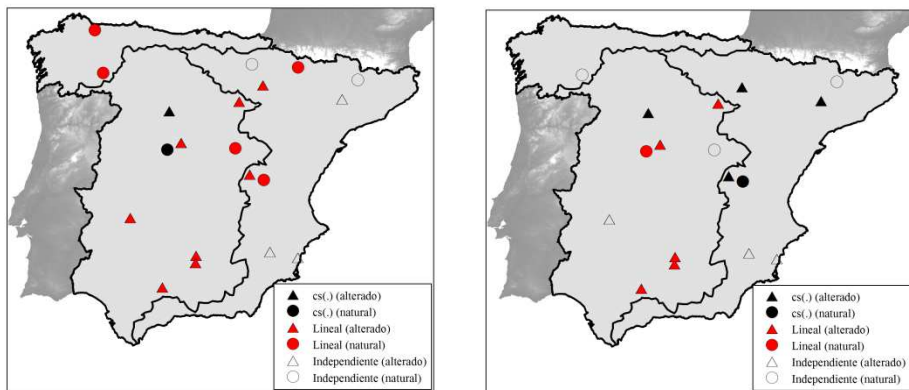 cs(.) (alterado)
cs(.) (natural)
Lineal (alterado)
Lineal (natural)
Independiente (alterado)
Independiente (natural)
cs(.) (alterado)
cs(.) (natural)
Lineal (alterado)
Lineal (natural)
Independiente (alterado)
Independiente (natural)